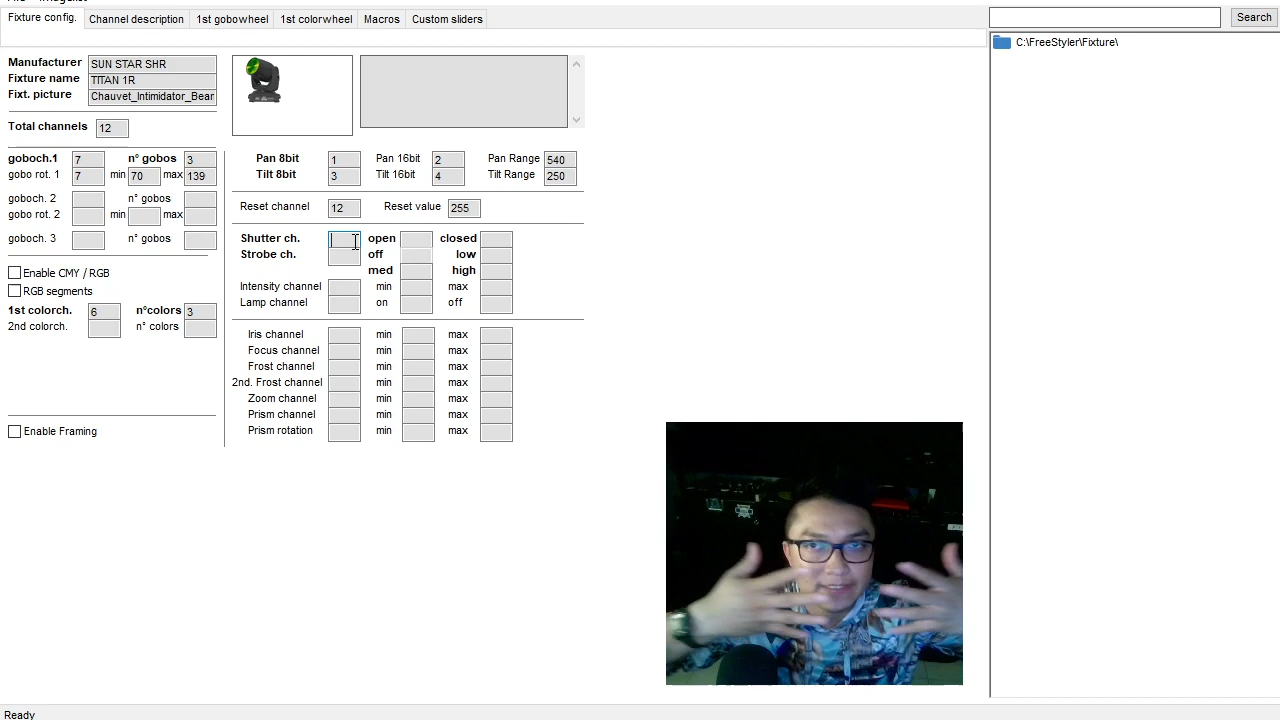 Fixture config. Channel description 1st gobowheel 1st colorwheel Macros Custom sliders
Search
C:\FreeStyler\Fixture\
Manufacturer SUN STAR SHR
Fixture name TITAN 1R
Fixt. picture Chauvet_Intimidator_Bear
Total channels 12
goboch.1 7 n° gobos 3
gobo rot. 1 7 min 70 max 139
goboch. 2 n° gobos
gobo rot. 2 min max
goboch. 3 n° gobos
Enable CMY / RGB
RGB segments
1st colorch. 6 n°colors 3
2nd colorch. n° colors
Enable Framing
Pan 8bit 1 Pan 16bit 2 Pan Range 540
Tilt 8bit 3 Tilt 16bit 4 Tilt Range 250
Reset channel 12 Reset value 255
Shutter ch. open closed
Strobe ch. off low
med high
Intensity channel min max
Lamp channel on off
Iris channel min max
Focus channel min max
Frost channel min max
2nd. Frost channel min max
Zoom channel min max
Prism channel min max
Prism rotation min max
Ready